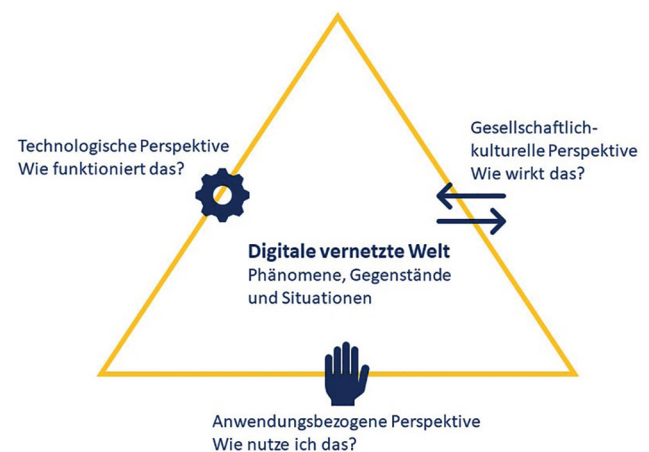 Technologische Perspektive
Wie funktioniert das?
Gesellschaftlich-
kulturelle Perspektive
Wie wirkt das?
Digitale vernetzte Welt
Phänomene, Gegenstände
und Situationen
Anwendungsbezogene Perspektive
Wie nutze ich das?